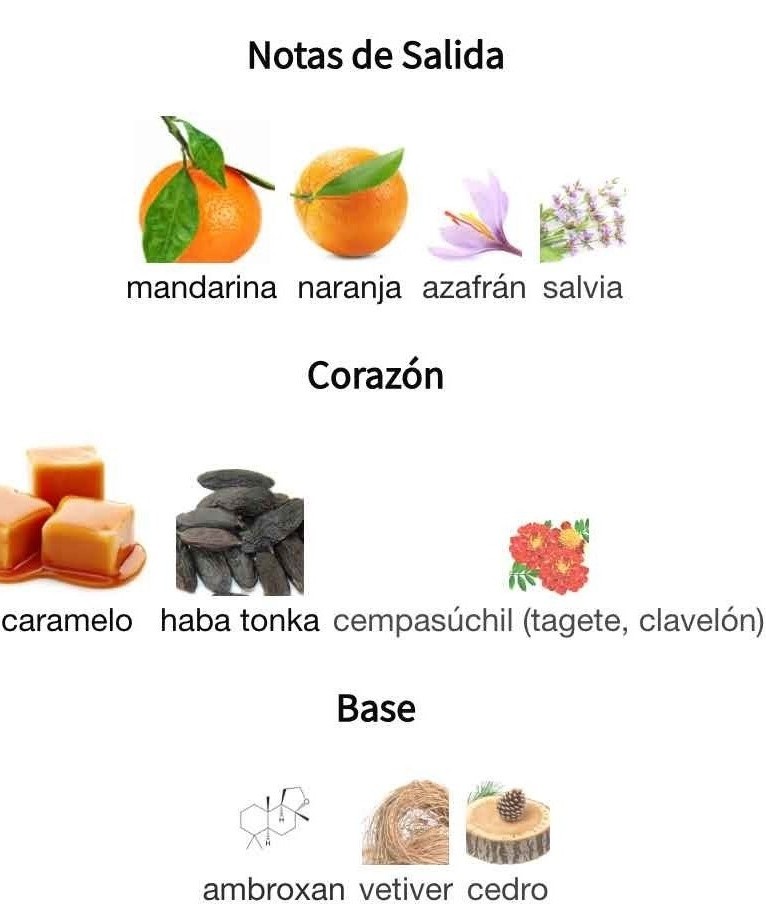 Notas de Salida
mandarina naranja azafrán salvia
Corazón
caramelo haba tonka cempasúchil (tagete, clavelón)
Base
ambroxan vetiver cedro